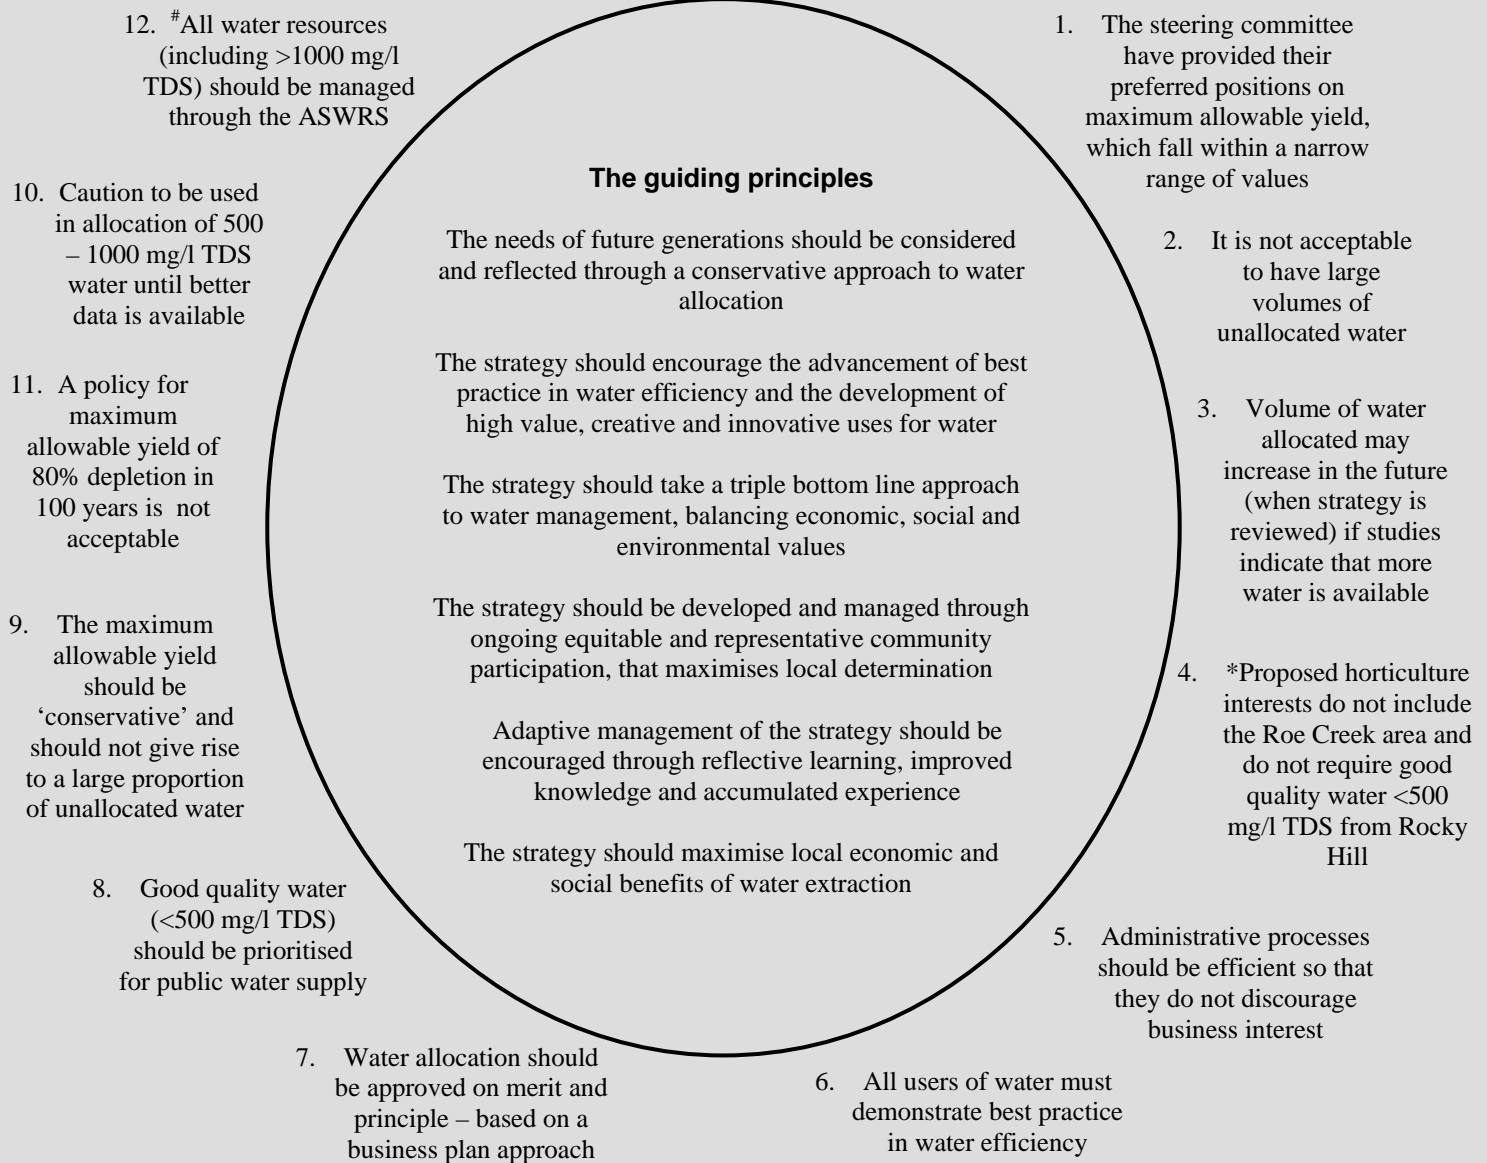 12. #All water resources
(including >1000 mg/l
TDS) should be managed
through the ASWRS
10. Caution to be used
in allocation of 500
– 1000 mg/l TDS
water until better
data is available
11. A policy for
maximum
allowable yield of
80% depletion in
100 years is not
acceptable
9. The maximum
allowable yield
should be
‘conservative’ and
should not give rise
to a large proportion
of unallocated water
8. Good quality water
(<500 mg/l TDS)
should be prioritised
for public water supply
7. Water allocation should
be approved on merit and
principle – based on a
business plan approach
The guiding principles
The needs of future generations should be considered
and reflected through a conservative approach to water
allocation
The strategy should encourage the advancement of best
practice in water efficiency and the development of
high value, creative and innovative uses for water
The strategy should take a triple bottom line approach
to water management, balancing economic, social and
environmental values
The strategy should be developed and managed through
ongoing equitable and representative community
participation, that maximises local determination
Adaptive management of the strategy should be
encouraged through reflective learning, improved
knowledge and accumulated experience
The strategy should maximise local economic and
social benefits of water extraction
1. The steering committee
have provided their
preferred positions on
maximum allowable yield,
which fall within a narrow
range of values
2. It is not acceptable
to have large
volumes of
unallocated water
3. Volume of water
allocated may
increase in the future
(when strategy is
reviewed) if studies
indicate that more
water is available
4. *Proposed horticulture
interests do not include
the Roe Creek area and
do not require good
quality water <500
mg/l TDS from Rocky
Hill
5. Administrative processes
should be efficient so that
they do not discourage
business interest
6. All users of water must
demonstrate best practice
in water efficiency